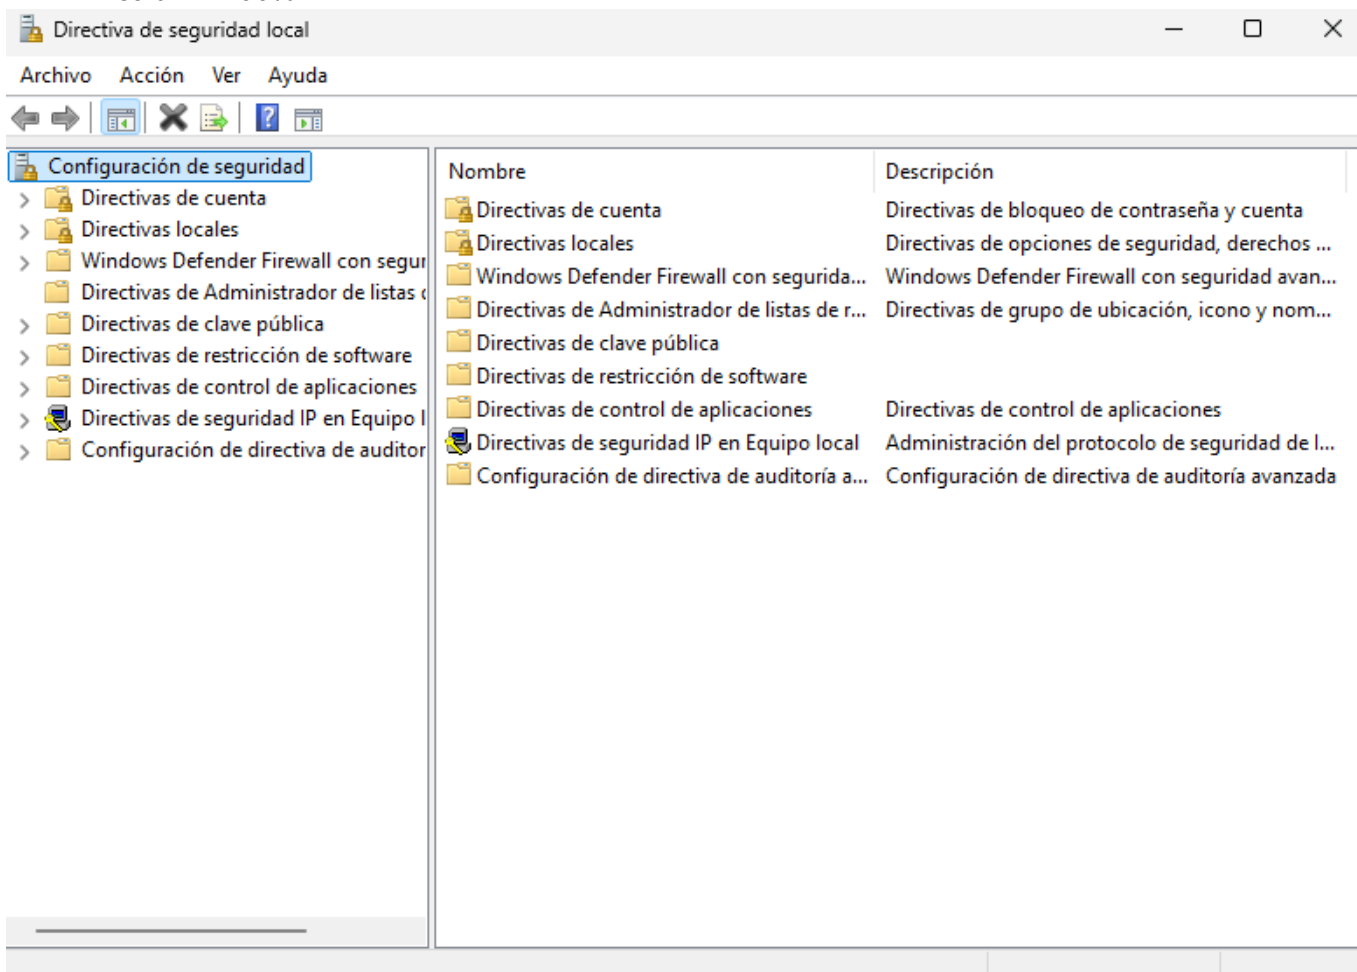 Directiva de seguridad local
Archivo Acción Ver Ayuda
Configuración de seguridad
Directivas de cuenta
Directivas locales
Windows Defender Firewall con segur
Directivas de Administrador de listas
Directivas de clave pública
Directivas de restricción de software
Directivas de control de aplicaciones
Directivas de seguridad IP en Equipo l
Configuración de directiva de auditor
Nombre Descripción
Directivas de cuenta Directivas de bloqueo de contraseña y cuenta
Directivas locales Directivas de opciones de seguridad, derechos ...
Windows Defender Firewall con segurida... Windows Defender Firewall con seguridad avan...
Directivas de Administrador de listas de r... Directivas de grupo de ubicación, icono y nom...
Directivas de clave pública
Directivas de restricción de software
Directivas de control de aplicaciones Directivas de control de aplicaciones
Directivas de seguridad IP en Equipo local Administración del protocolo de seguridad de l...
Configuración de directiva de auditoría a... Configuración de directiva de auditoría avanzada